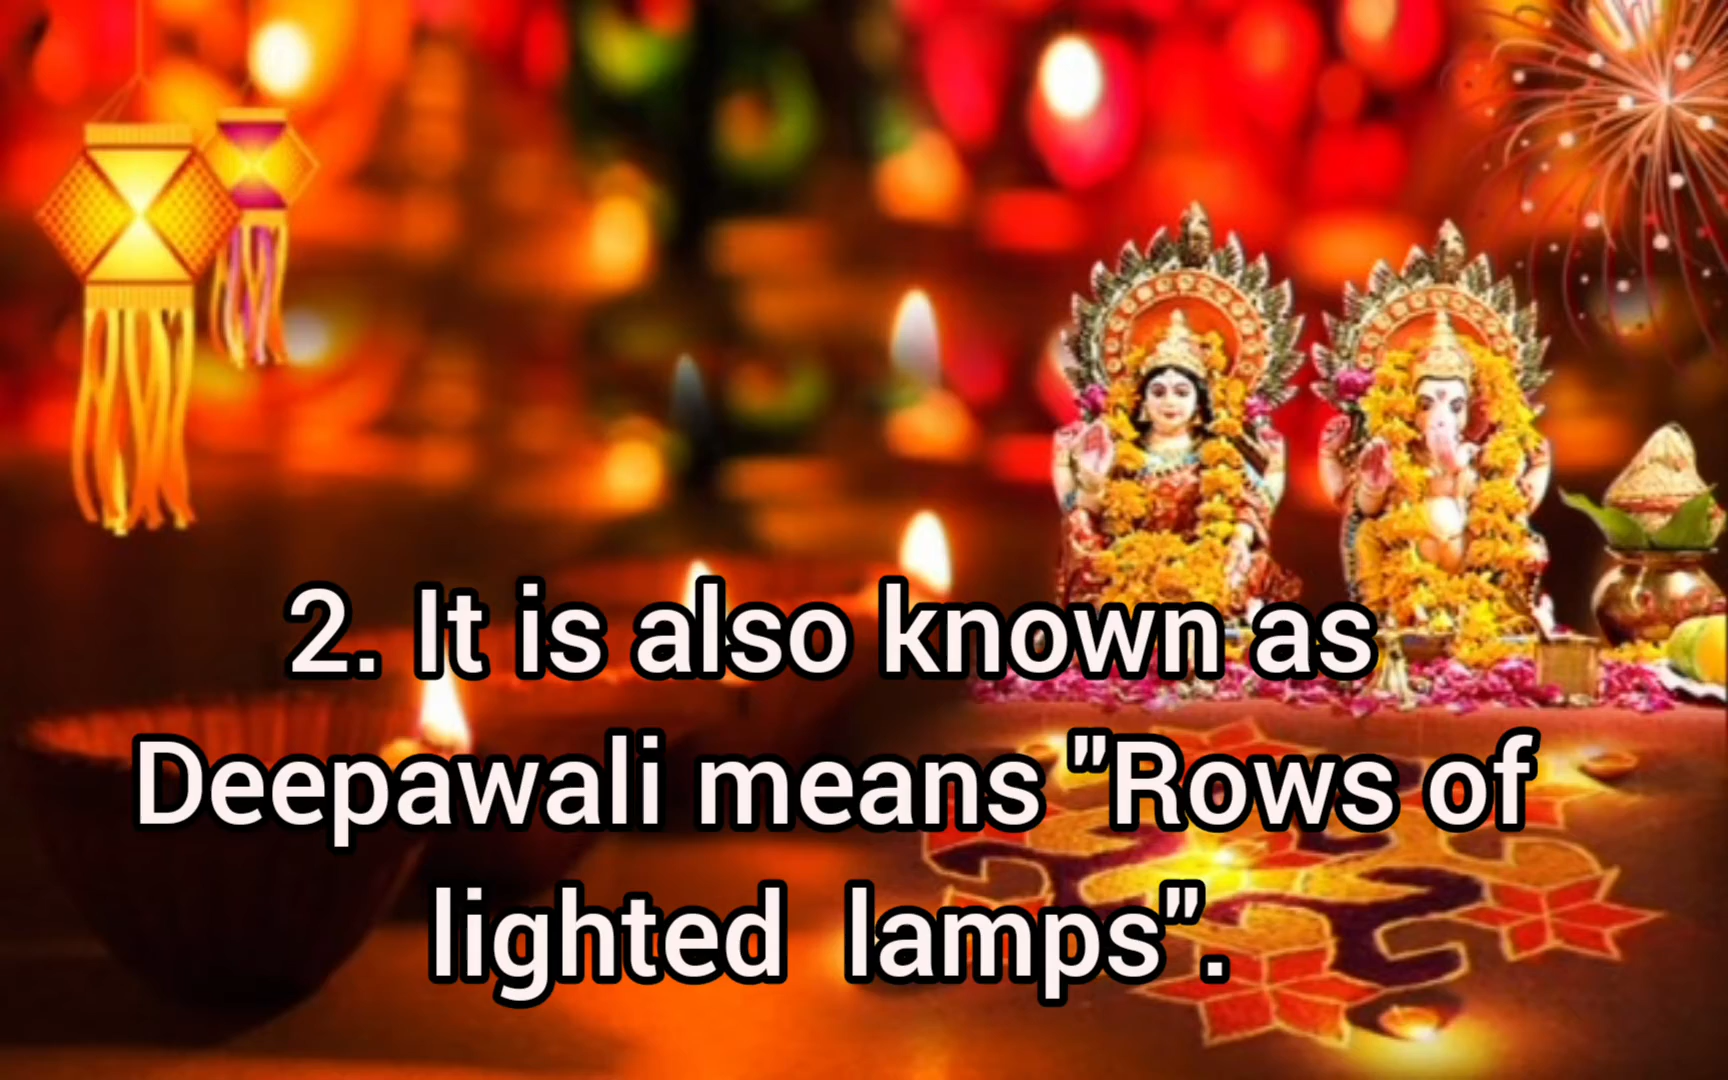 2. It is also known as
Deepawali means "Rows of
lighted lamps".